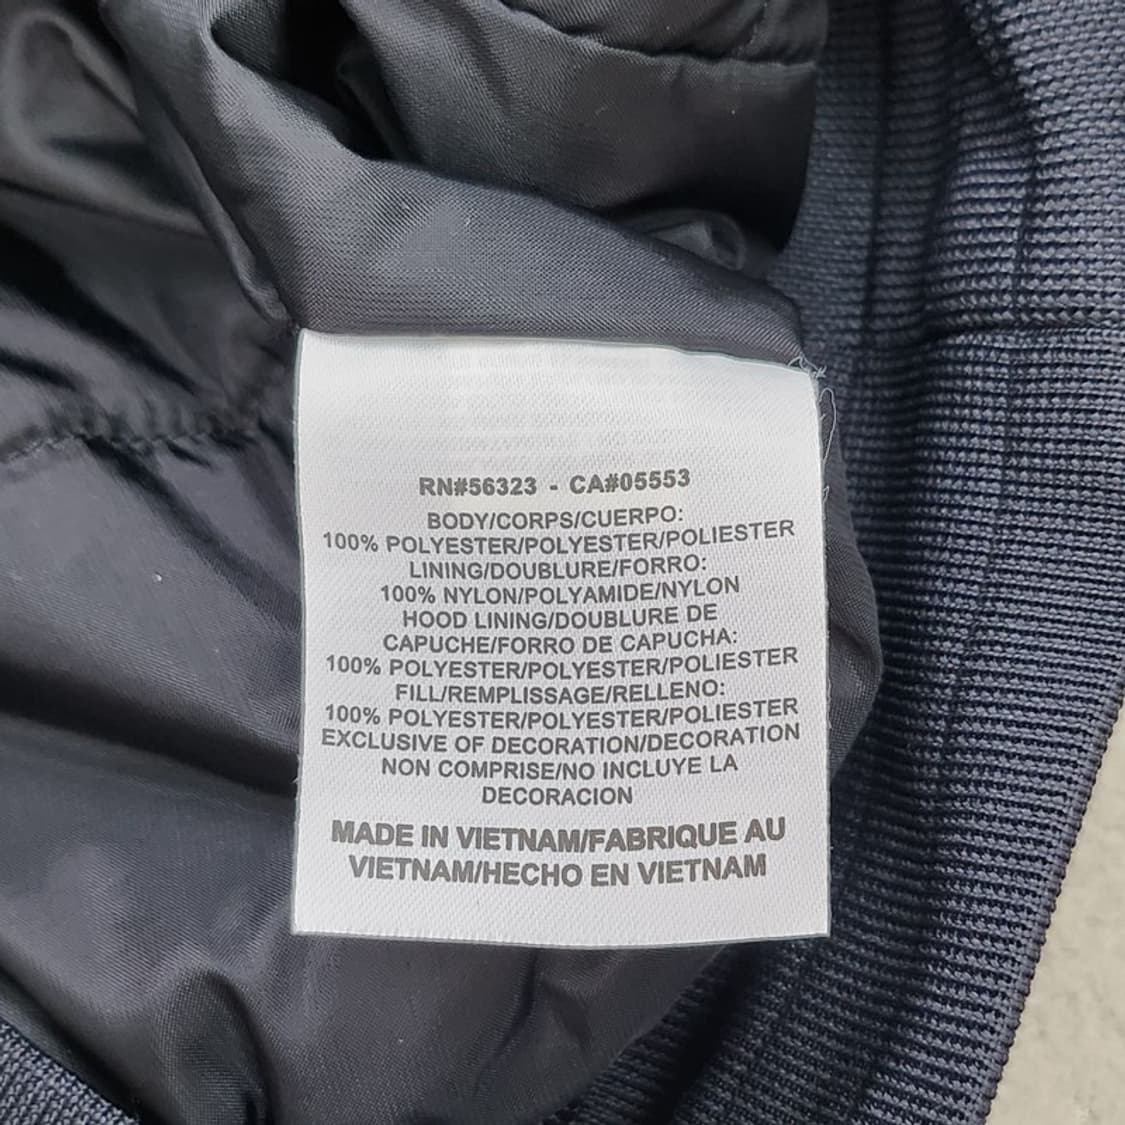 RN#56323 - CA#05553
BODY/CORPS/CUERPO:
100% POLYESTER/POLYESTER/POLIESTER
LINING/DOUBLURE/FORRO:
100% NYLON/POLYAMIDE/NYLON
HOOD LINING/DOUBLURE DE
CAPUCHE/FORRO DE CAPUCHA:
100% POLYESTER/POLYESTER/POLIESTER
FILL/REMPLISSAGE/RELLENO:
100% POLYESTER/POLYESTER/POLIESTER
EXCLUSIVE OF DECORATION/DECORATION
NON COMPRISE/NO INCLUYE LA
DECORACION
MADE IN VIETNAM/FABRIQUE AU
VIETNAM/HECHO EN VIETNAM